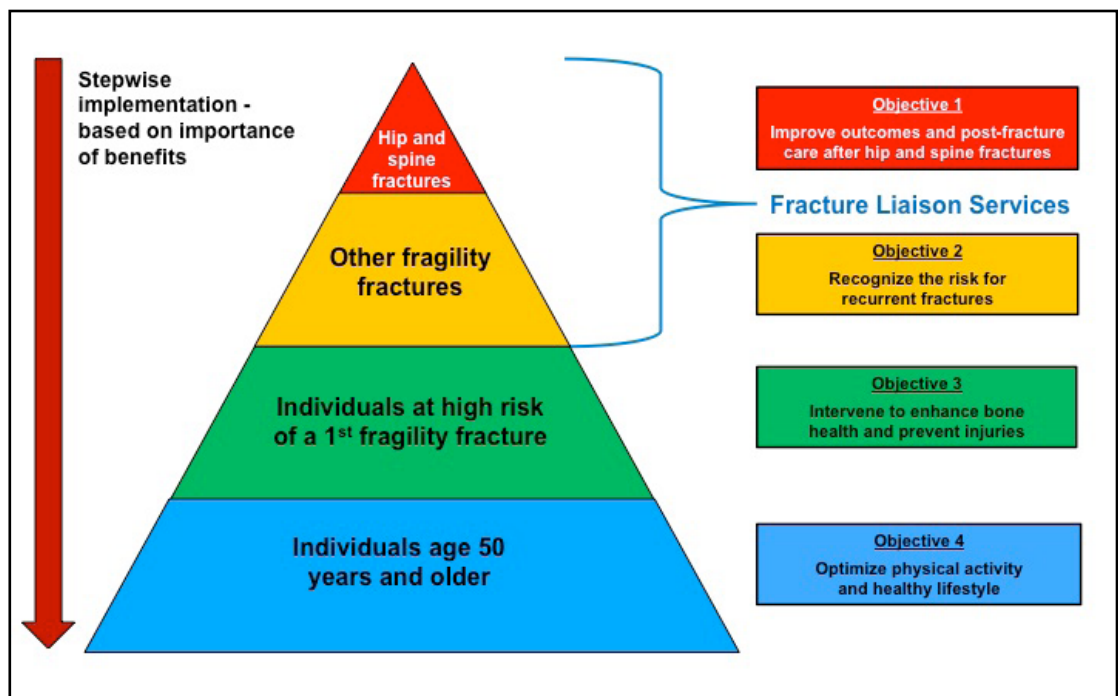 Stepwise
implementation -
based on importance
of benefits
Hip and
spine
fractures
Other fragility
fractures
Individuals at high risk
of a 1st fragility fracture
Individuals age 50
years and older
Objective 1
Improve outcomes and post-fracture
care after hip and spine fractures
Fracture Liaison Services
Objective 2
Recognize the risk for
recurrent fractures
Objective 3
Intervene to enhance bone
health and prevent injuries
Objective 4
Optimize physical activity
and healthy lifestyle